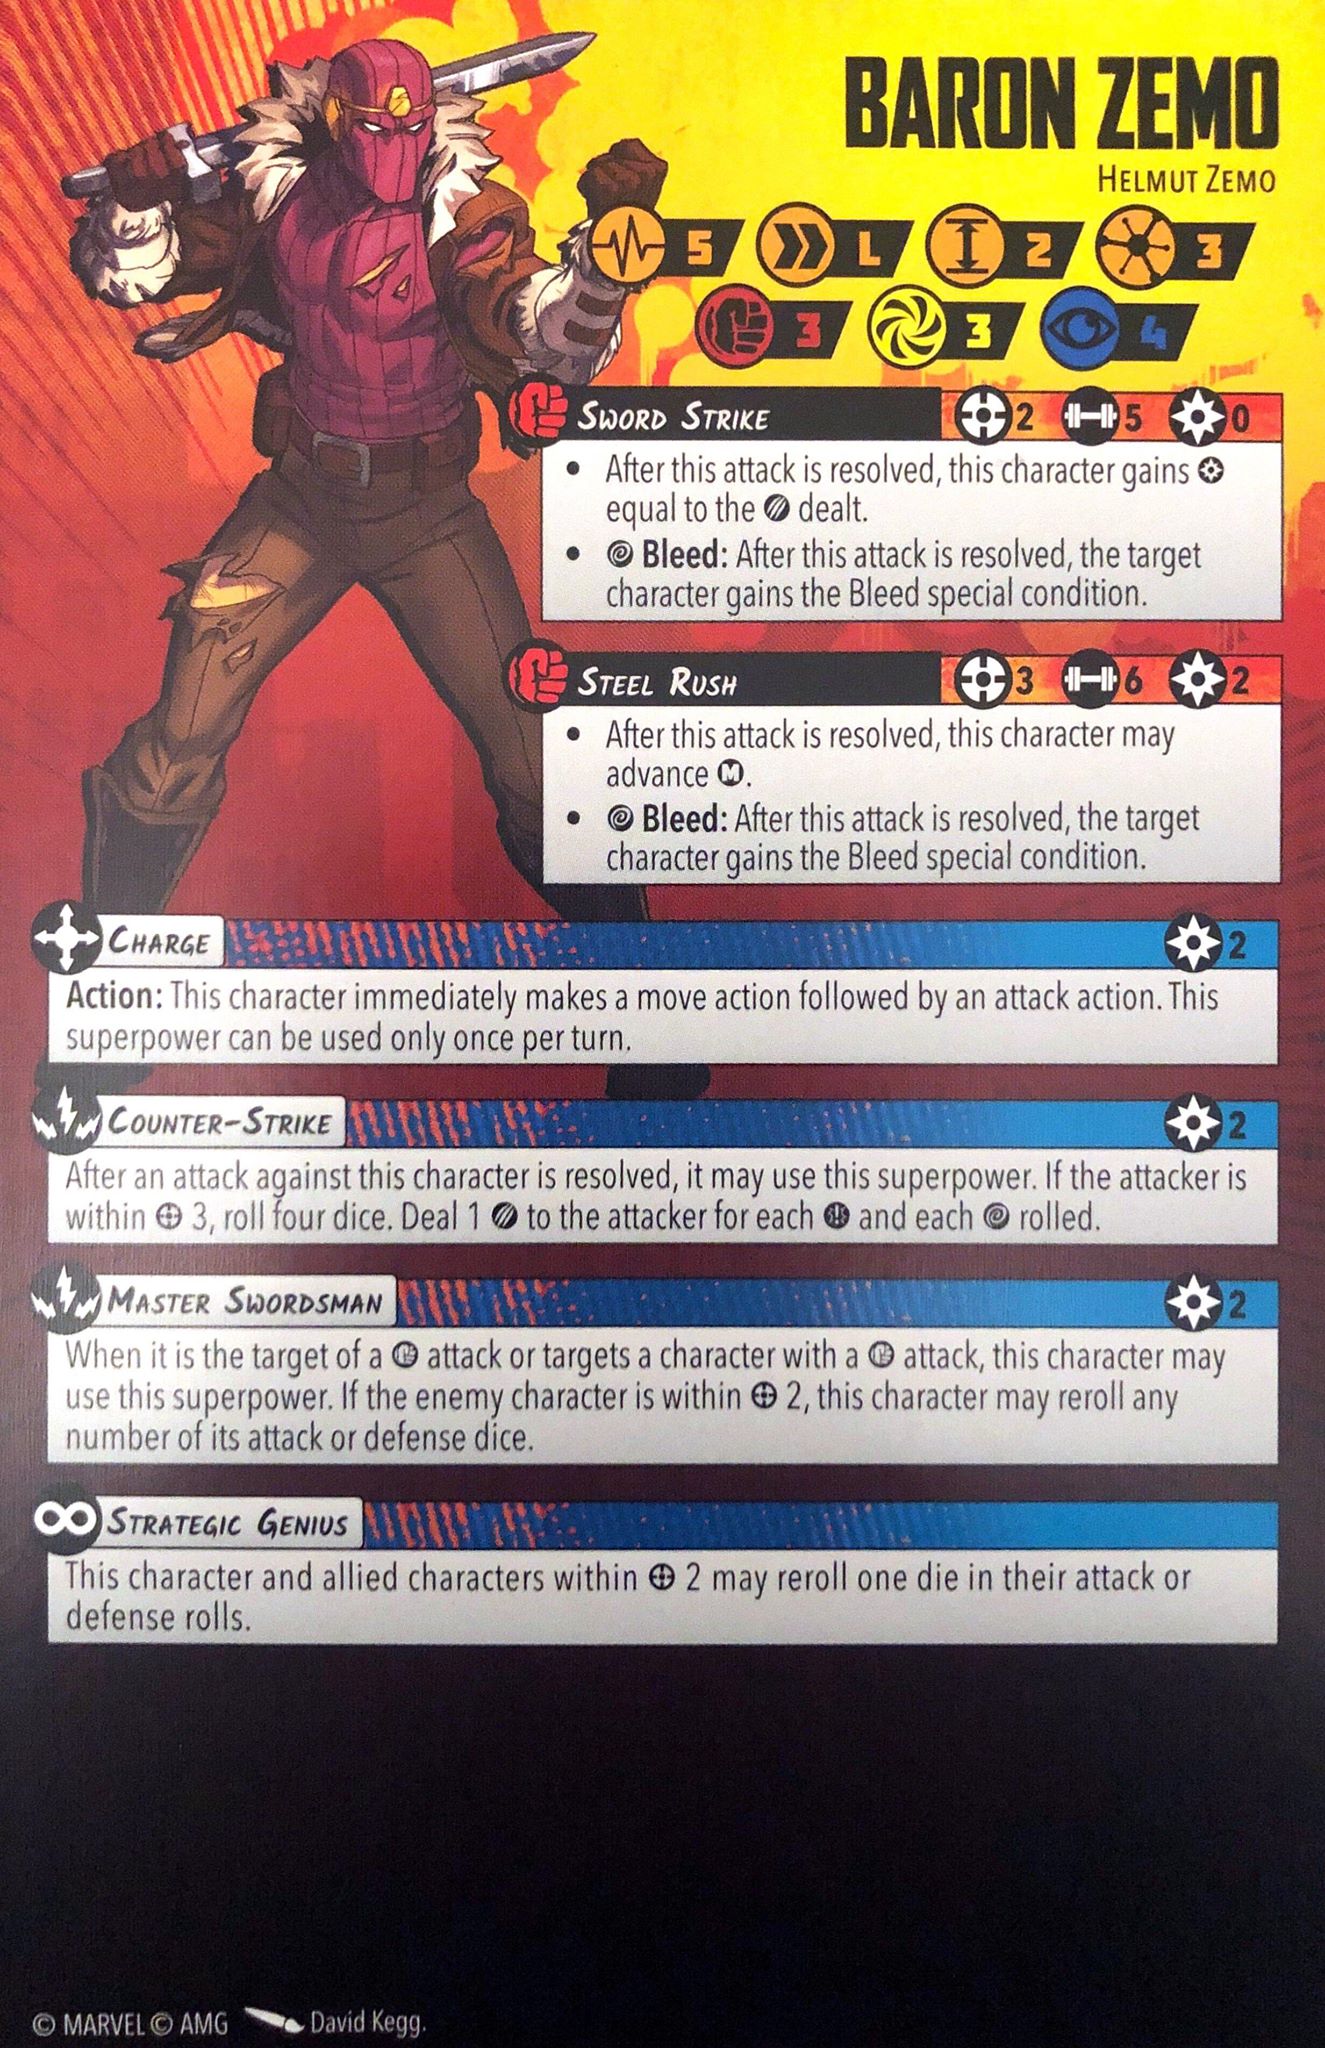 BARON ZEMO
HELMUT ZEMO
5 L 2 3
3 3 4
SWORD STRIKE 2 5 0
• After this attack is resolved, this character gains
equal to the dealt.
• Bleed: After this attack is resolved, the target
character gains the Bleed special condition.
STEEL RUSH 3 6 2
• After this attack is resolved, this character may
advance M.
• Bleed: After this attack is resolved, the target
character gains the Bleed special condition.
CHARGE 2
Action: This character immediately makes a move action followed by an attack action. This
superpower can be used only once per turn.
COUNTER-STRIKE 2
After an attack against this character is resolved, it may use this superpower. If the attacker is
within 3, roll four dice. Deal 1 to the attacker for each and each rolled.
MASTER SWORDSMAN 2
When it is the target of a attack or targets a character with a attack, this character may
use this superpower. If the enemy character is within 2, this character may reroll any
number of its attack or defense dice.
STRATEGIC GENIUS
This character and allied characters within 2 may reroll one die in their attack or
defense rolls.
© MARVEL © AMG David Kegg.